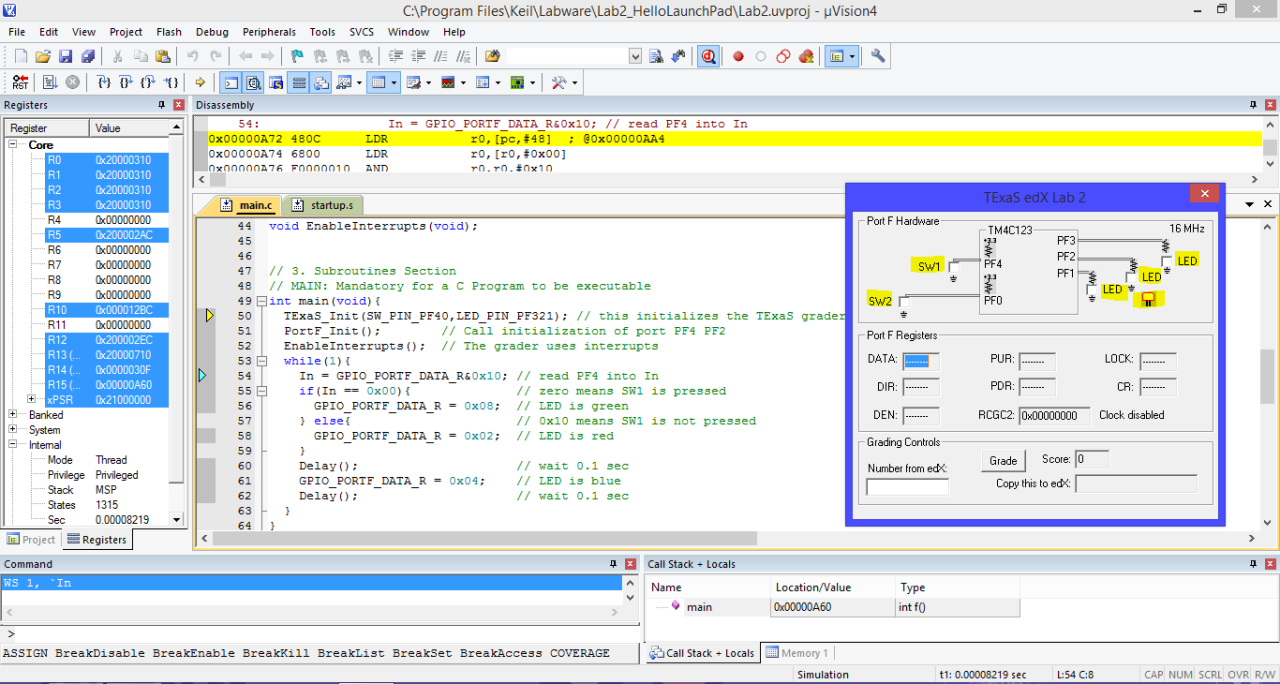 C:\Program Files\Keil\Labware\Lab2_HelloLaunchPad\Lab2.uvproj - µVision4
File Edit View Project Flash Debug Peripherals Tools SVCS Window Help
Registers
Register Value
Core
R0 0x20000310
R1 0x20000310
R2 0x20000310
R3 0x20000310
R4 0x00000000
R5 0x200002AC
R6 0x00000000
R7 0x00000000
R8 0x00000000
R9 0x00000000
R10 0x000012BC
R11 0x00000000
R12 0x200002EC
R13 (... 0x20000710
R14 (... 0x0000030F
R15 (... 0x00000A60
xPSR 0x21000000
Banked
System
Internal
Mode Thread
Privilege Privileged
Stack MSP
States 1315
Sec 0.00008219
Project Registers
Disassembly
54: In = GPIO_PORTF_DATA_R&0x10; // read PF4 into In
0x00000A72 480C LDR r0,[pc,#48] ; @0x00000AA4
0x00000A74 6800 LDR r0,[r0,#0x00]
0x00000A76 F0000010 AND r0,r0,#0x10
main.c startup.s
44 void EnableInterrupts(void);
45
46
47 // 3. Subroutines Section
48 // MAIN: Mandatory for a C Program to be executable
49 int main(void){
50 TExaS_Init(SW_PIN_PF40,LED_PIN_PF321); // this initializes the TExaS grader
51 PortF_Init(); // Call initialization of port PF4 PF2
52 EnableInterrupts(); // The grader uses interrupts
53 while(1){
54 In = GPIO_PORTF_DATA_R&0x10; // read PF4 into In
55 if(In == 0x00){ // zero means SW1 is pressed
56 GPIO_PORTF_DATA_R = 0x08; // LED is green
57 } else{ // 0x10 means SW1 is not pressed
58 GPIO_PORTF_DATA_R = 0x02; // LED is red
59 }
60 Delay(); // wait 0.1 sec
61 GPIO_PORTF_DATA_R = 0x04; // LED is blue
62 Delay(); // wait 0.1 sec
63 }
64 }
TExaS edX Lab 2
Port F Hardware
TM4C123
16 MHz
3.3
PF3
PF2
PF1
PF4
3.3
PF0
SW1
SW2
LED
LED
LED
Port F Registers
DATA: -------- PUR: -------- LOCK: --------
DIR: -------- PDR: -------- CR: --------
DEN: -------- RCGC2: 0x00000000 Clock disabled
Grading Controls
Number from edX: Grade Score: 0
Copy this to edX:
Command
WS 1, `In
>
ASSIGN BreakDisable BreakEnable BreakKill BreakList BreakSet BreakAccess COVERAGE
Call Stack + Locals
Name Location/Value Type
main 0x00000A60 int f()
Call Stack + Locals Memory 1
Simulation t1: 0.00008219 sec L:54 C:8 CAP NUM SCRL OVR R/W